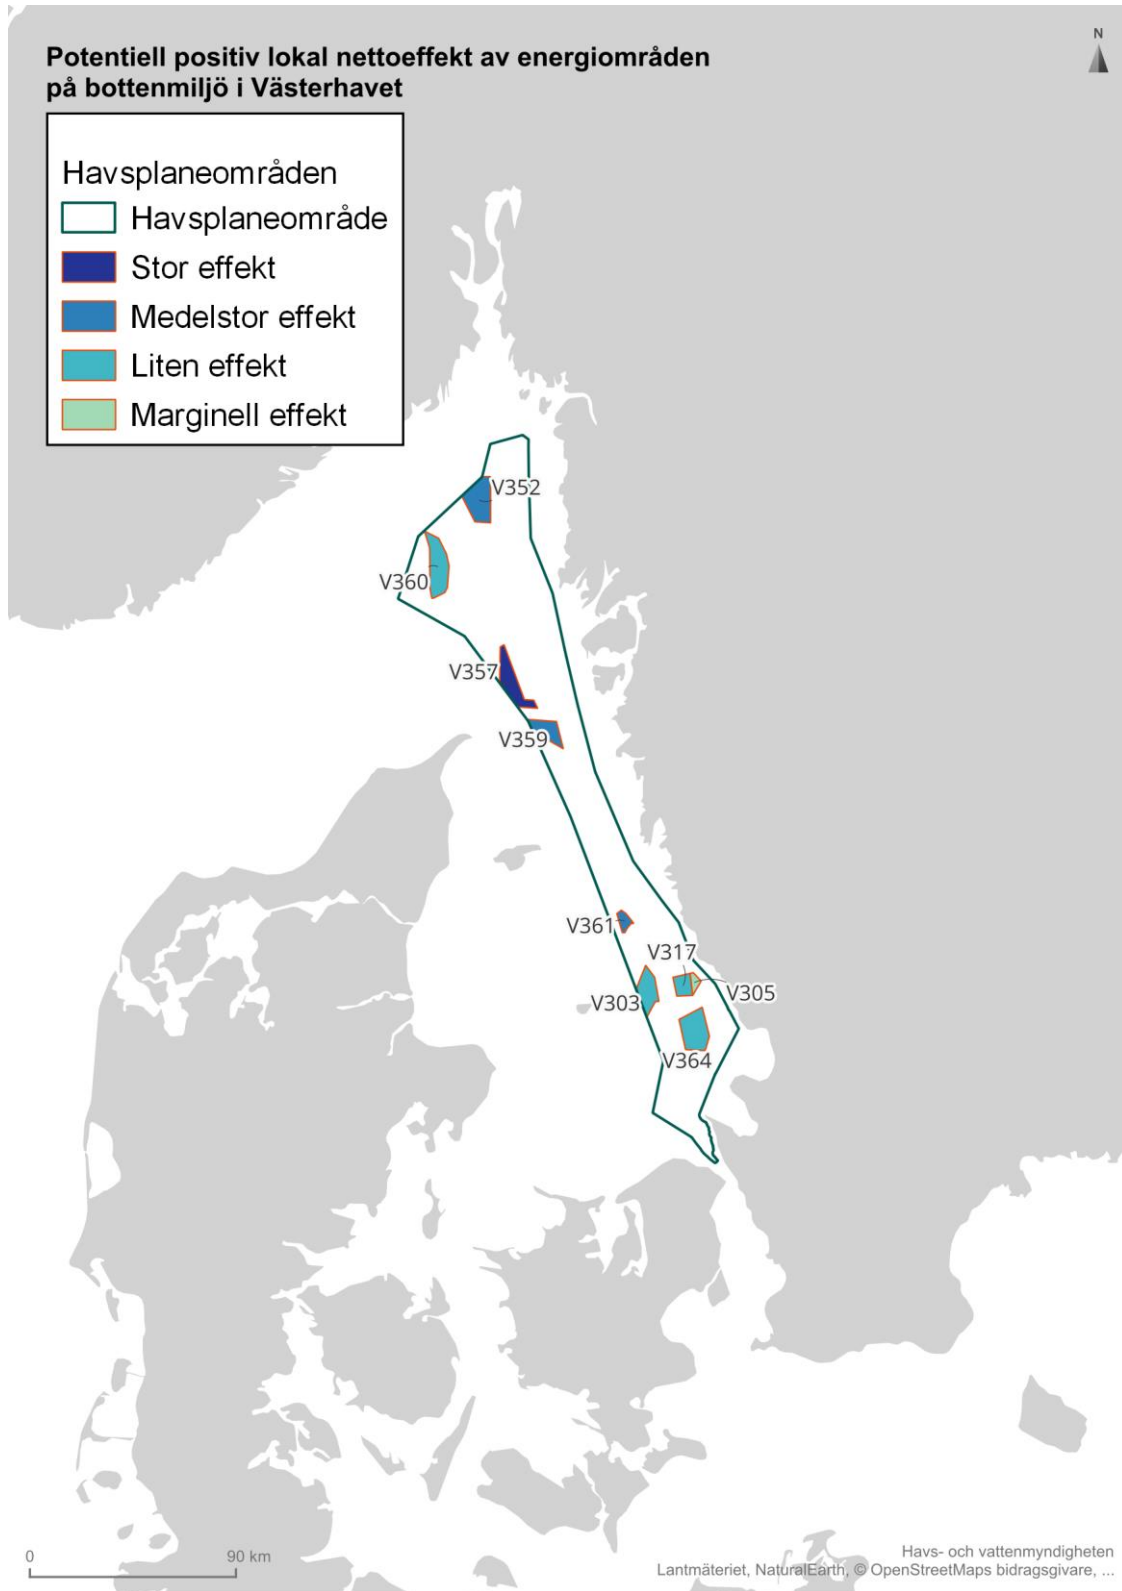 Potentiell positiv lokal nettoeffekt av energiområden
på bottenmiljö i Västerhavet
N
Havsplaneområden
Havsplaneområde
Stor effekt
Medelstor effekt
Liten effekt
Marginell effekt
V352
V360
V357
V359
V361
V317
V303
V305
V364
0
90 km
Havs- och vattenmyndigheten
Lantmäteriet, NaturalEarth, © OpenStreetMaps bidragsgivare, ...